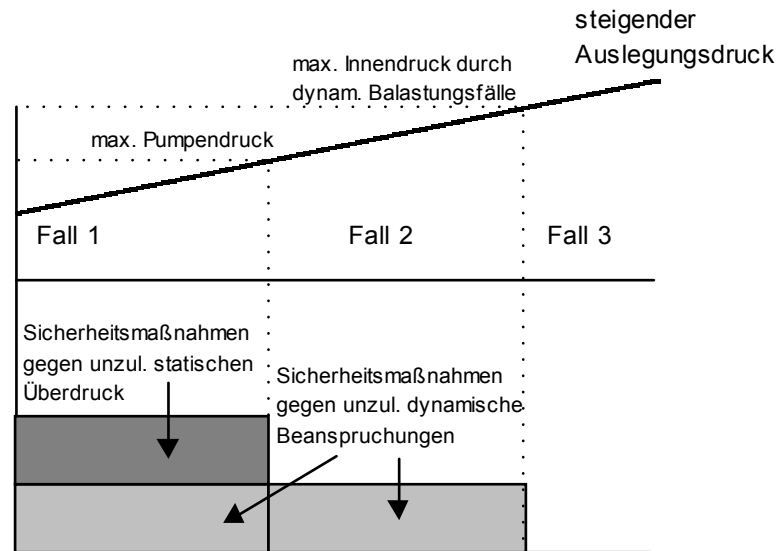 steigender
Auslegungsdruck
max. Innendruck durch
dynam. Balastungsfälle
max. Pumpendruck
Fall 1
Fall 2
Fall 3
Sicherheitsmaßnahmen
gegen unzul. statischen
Überdruck
Sicherheitsmaßnahmen
gegen unzul. dynamische
Beanspruchungen